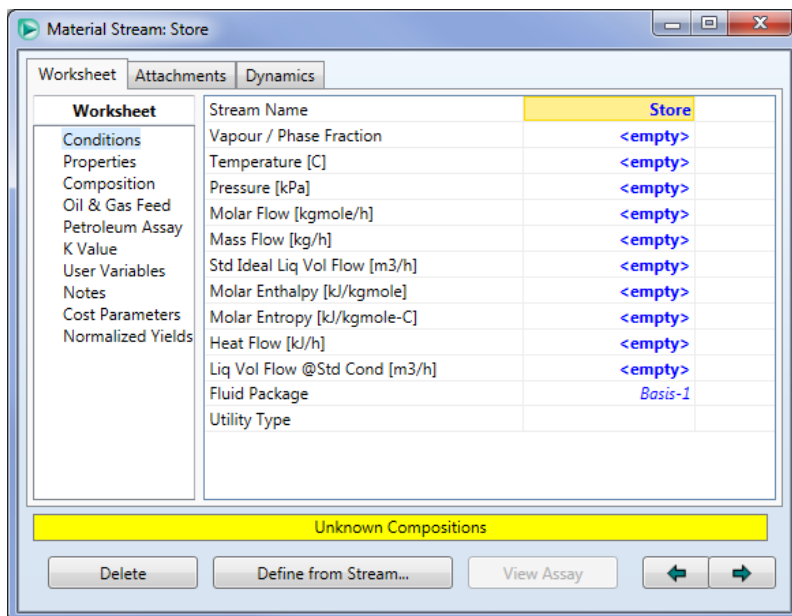 Material Stream: Store
Worksheet Attachments Dynamics
Worksheet
Conditions
Properties
Composition
Oil & Gas Feed
Petroleum Assay
K Value
User Variables
Notes
Cost Parameters
Normalized Yields
Stream Name Store
Vapour / Phase Fraction <empty>
Temperature [C] <empty>
Pressure [kPa] <empty>
Molar Flow [kgmole/h] <empty>
Mass Flow [kg/h] <empty>
Std Ideal Liq Vol Flow [m3/h] <empty>
Molar Enthalpy [kJ/kgmole] <empty>
Molar Entropy [kJ/kgmole-C] <empty>
Heat Flow [kJ/h] <empty>
Liq Vol Flow @Std Cond [m3/h] <empty>
Fluid Package Basis-1
Utility Type
Unknown Compositions
Delete Define from Stream... View Assay